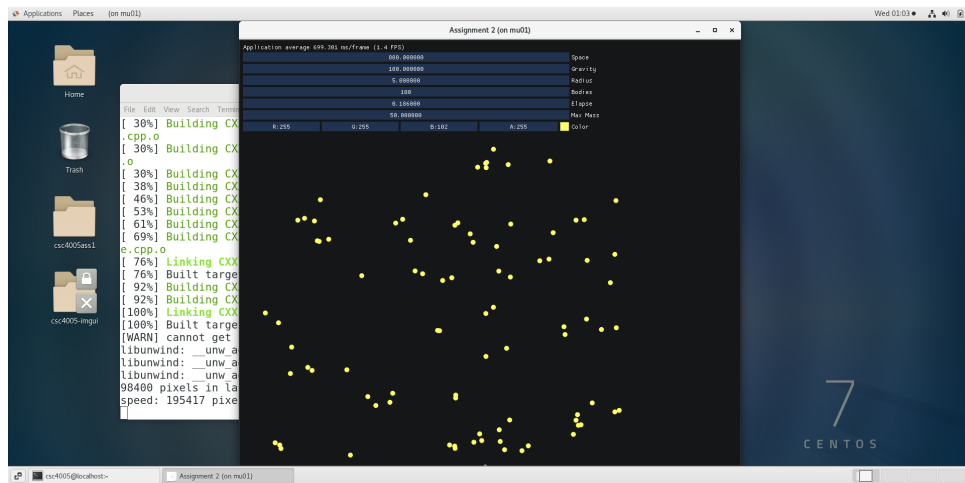 Applications Places (on mu01) Wed 01:03
Assignment 2 (on mu01)
Application average 699.301 ms/frame (1.4 FPS)
800.000000 Space
100.000000 Gravity
5.000000 Radius
100 Bodies
0.106000 Elapse
50.000000 Max Mass
R:255 G:255 B:102 A:255 Color
Home
Trash
csc4005ass1
csc4005-imgui
File Edit View Search Termin
[ 30%] Building CX
.cpp.o
[ 30%] Building CX
.o
[ 30%] Building CX
[ 38%] Building CX
[ 46%] Building CX
[ 53%] Building CX
[ 61%] Building CX
[ 69%] Building CX
e.cpp.o
[ 76%] Linking CXX
[ 76%] Built targe
[ 92%] Building CX
[ 92%] Building CX
[100%] Linking CXX
[100%] Built targe
[WARN] cannot get
libunwind: __unw_a
libunwind: __unw_a
libunwind: __unw_a
98400 pixels in la
speed: 195417 pixe
7
CENTOS
csc4005@localhost:~ Assignment 2 (on mu01)